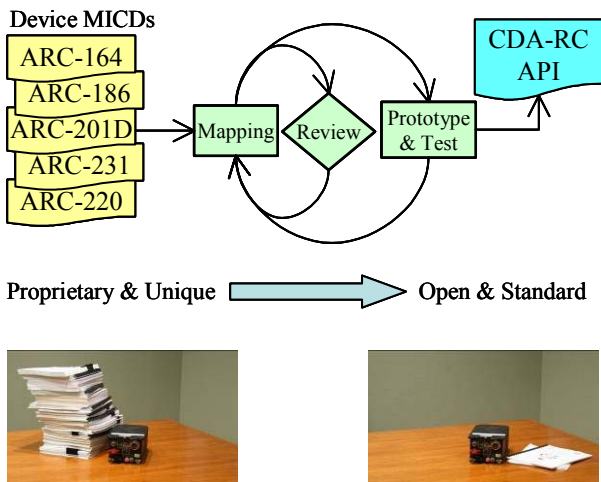 Device MICDs
ARC-164
ARC-186
ARC-201D
ARC-231
ARC-220
Mapping
Review
Prototype
& Test
CDA-RC
API
Proprietary & Unique
Open & Standard